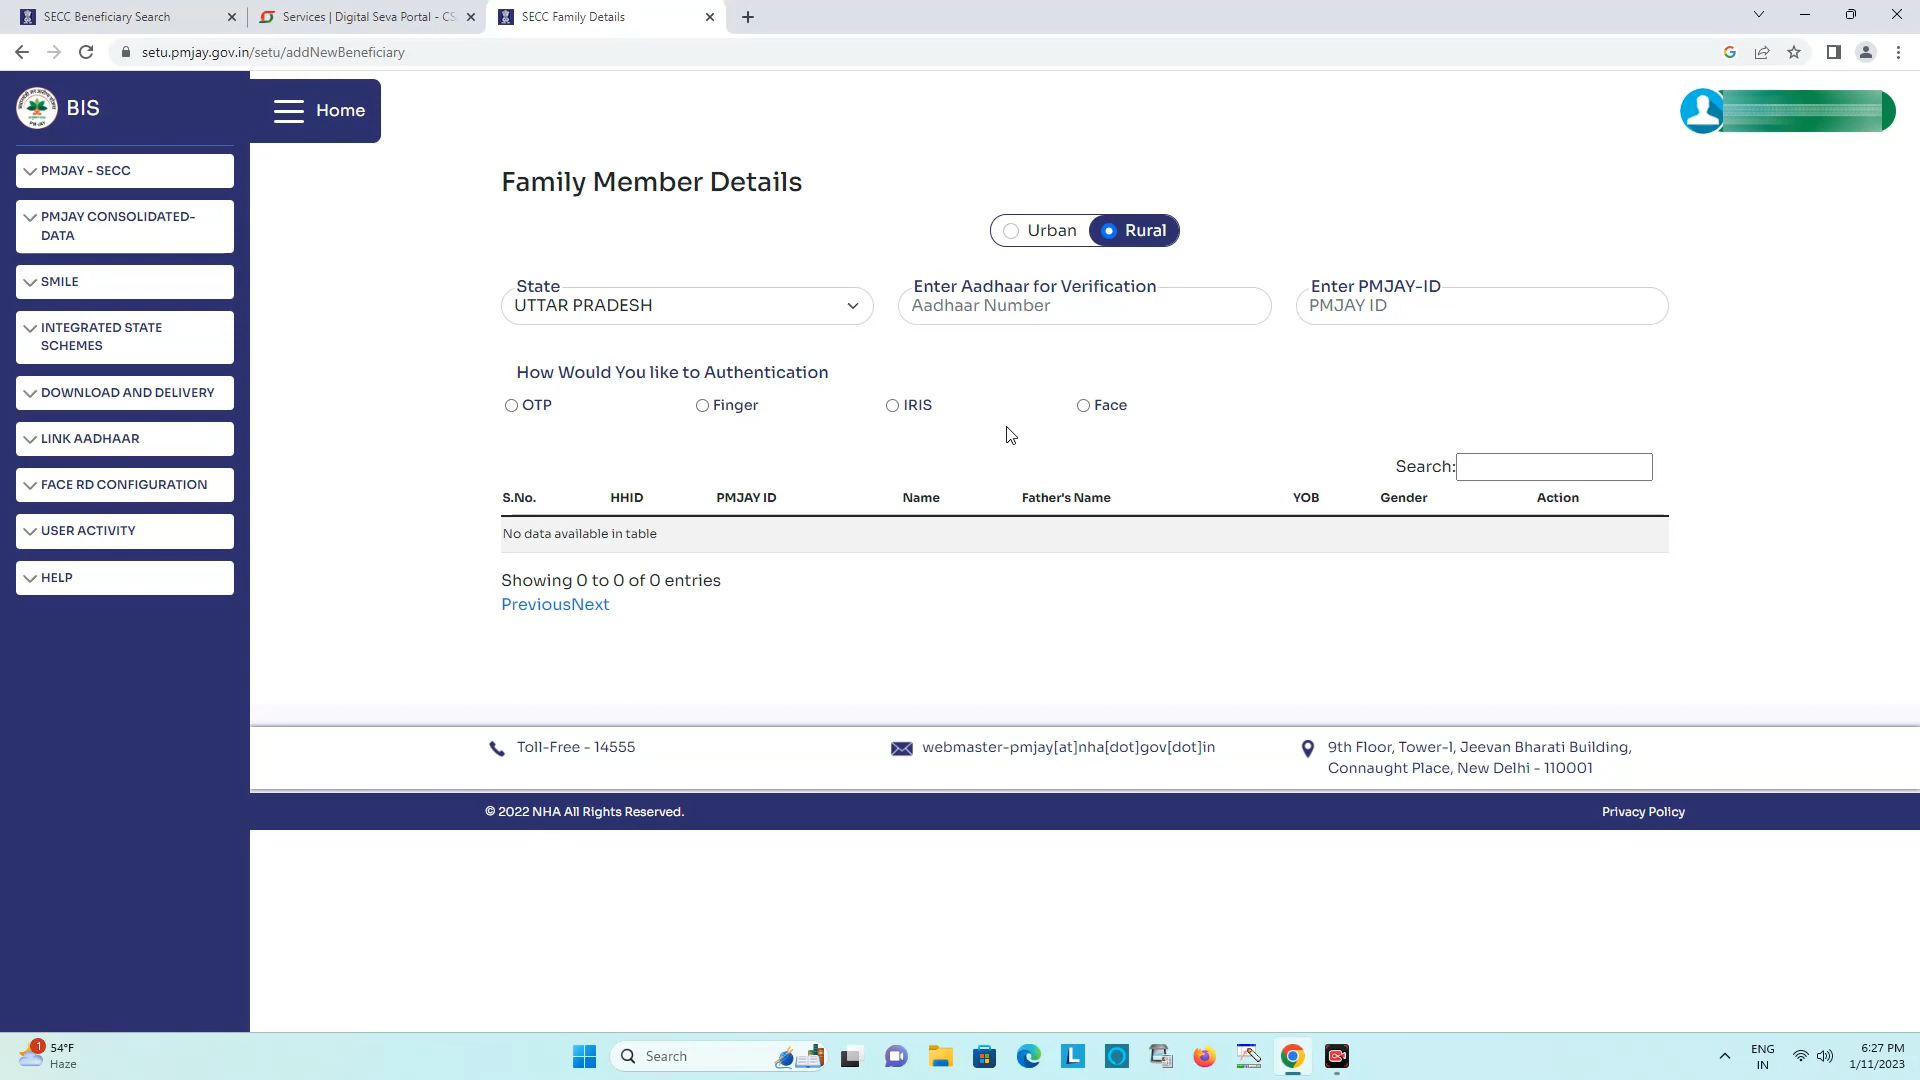 SECC Beneficiary Search
Services | Digital Seva Portal - CS
SECC Family Details
setu.pmjay.gov.in/setu/addNewBeneficiary
BIS
Home
PMJAY - SECC
PMJAY CONSOLIDATED-
DATA
SMILE
INTEGRATED STATE
SCHEMES
DOWNLOAD AND DELIVERY
LINK AADHAAR
FACE RD CONFIGURATION
USER ACTIVITY
HELP
Family Member Details
Urban Rural
State
UTTAR PRADESH
Enter Aadhaar for Verification
Aadhaar Number
Enter PMJAY-ID
PMJAY ID
How Would You like to Authentication
OTP Finger IRIS Face
Search:
S.No. HHID PMJAY ID Name Father's Name YOB Gender Action
No data available in table
Showing 0 to 0 of 0 entries
PreviousNext
Toll-Free - 14555
webmaster-pmjay[at]nha[dot]gov[dot]in
9th Floor, Tower-l, Jeevan Bharati Building,
Connaught Place, New Delhi - 110001
© 2022 NHA All Rights Reserved.
Privacy Policy
1
54°F
Haze
Search
L
ENG
IN
6:27 PM
1/11/2023